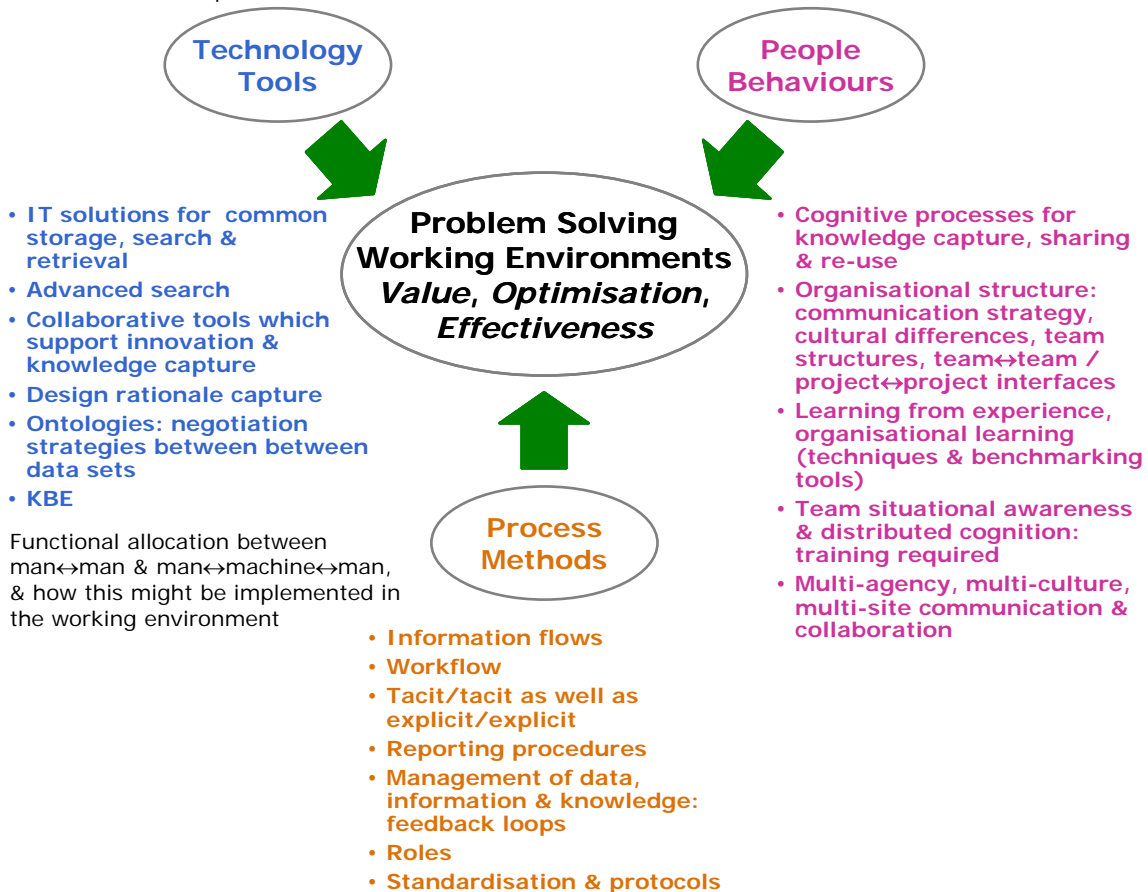 Technology
Tools
People
Behaviours
Problem Solving
Working Environments
Value, Optimisation,
Effectiveness
• IT solutions for common
storage, search &
retrieval
• Advanced search
• Collaborative tools which
support innovation &
knowledge capture
• Design rationale capture
• Ontologies: negotiation
strategies between between
data sets
• KBE
Functional allocation between
man↔man & man↔machine↔man,
& how this might be implemented in
the working environment
• Cognitive processes for
knowledge capture, sharing
& re-use
• Organisational structure:
communication strategy,
cultural differences, team
structures, team↔team /
project↔project interfaces
• Learning from experience,
organisational learning
(techniques & benchmarking
tools)
• Team situational awareness
& distributed cognition:
training required
• Multi-agency, multi-culture,
multi-site communication &
collaboration
Process
Methods
• Information flows
• Workflow
• Tacit/tacit as well as
explicit/explicit
• Reporting procedures
• Management of data,
information & knowledge:
feedback loops
• Roles
• Standardisation & protocols